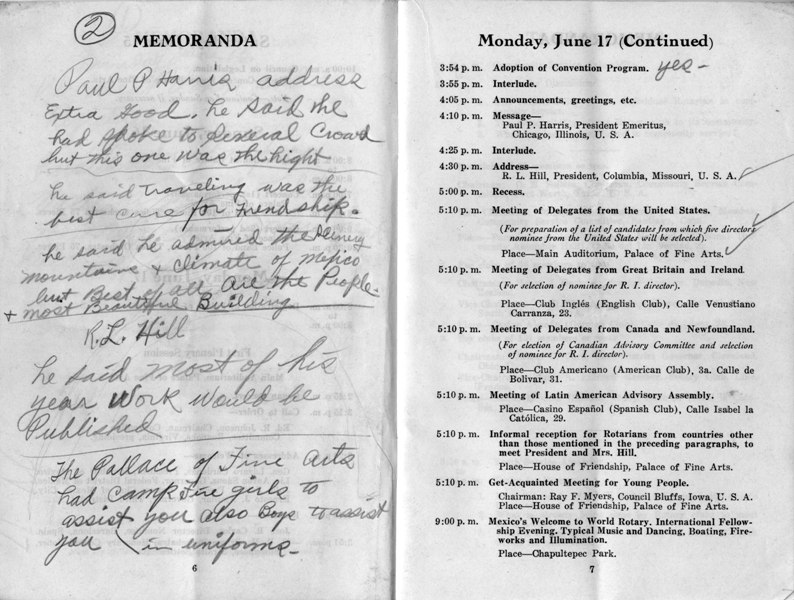 2
MEMORANDA
Paul P Harris address
Extra Good. he said he
had spoke to several Crowd
but this one was the hight
he said Traveling was the
best cure for Frendship.
he said he admired the
mountains & climate of Mexico
but Best of all are the People.
& most Beautiful Building
R.L. Hill
he said most of his
year work would be
Published
The Pallace of Fine Arts
had camp Fire girls to
assist you also Boys to assist
you (in uniforms-
6
Monday, June 17 (Continued)
3:54 p. m. Adoption of Convention Program. yes-
3:55 p. m. Interlude.
4:05 p. m. Announcements, greetings, etc.
4:10 p. m. Message—
Paul P. Harris, President Emeritus,
Chicago, Illinois, U. S. A.
4:25 p. m. Interlude.
4:30 p. m. Address—
R. L. Hill, President, Columbia, Missouri, U. S. A.
5:00 p. m. Recess.
5:10 p. m. Meeting of Delegates from the United States.
(For preparation of a list of candidates from which five directors
nominee from the United States will be selected).
Place—Main Auditorium, Palace of Fine Arts.
5:10 p. m. Meeting of Delegates from Great Britain and Ireland.
(For selection of nominee for R. I. director).
Place—Club Inglés (English Club), Calle Venustiano
Carranza, 23.
5:10 p. m. Meeting of Delegates from Canada and Newfoundland.
(For election of Canadian Advisory Committee and selection
of nominee for R. I. director).
Place—Club Americano (American Club), 3a. Calle de
Bolivar, 31.
5:10 p. m. Meeting of Latin American Advisory Assembly.
Place—Casino Español (Spanish Club), Calle Isabel la
Católica, 29.
5:10 p. m. Informal reception for Rotarians from countries other
than those mentioned in the preceding paragraphs, to
meet President and Mrs. Hill.
Place—House of Friendship, Palace of Fine Arts.
5:10 p. m. Get-Acquainted Meeting for Young People.
Chairman: Ray F. Myers, Council Bluffs, Iowa, U. S. A.
Place—House of Friendship, Palace of Fine Arts.
9:00 p. m. Mexico's Welcome to World Rotary. International Fellow-
ship Evening. Typical Music and Dancing, Boating, Fire-
works and Illumination.
Place—Chapultepec Park.
7